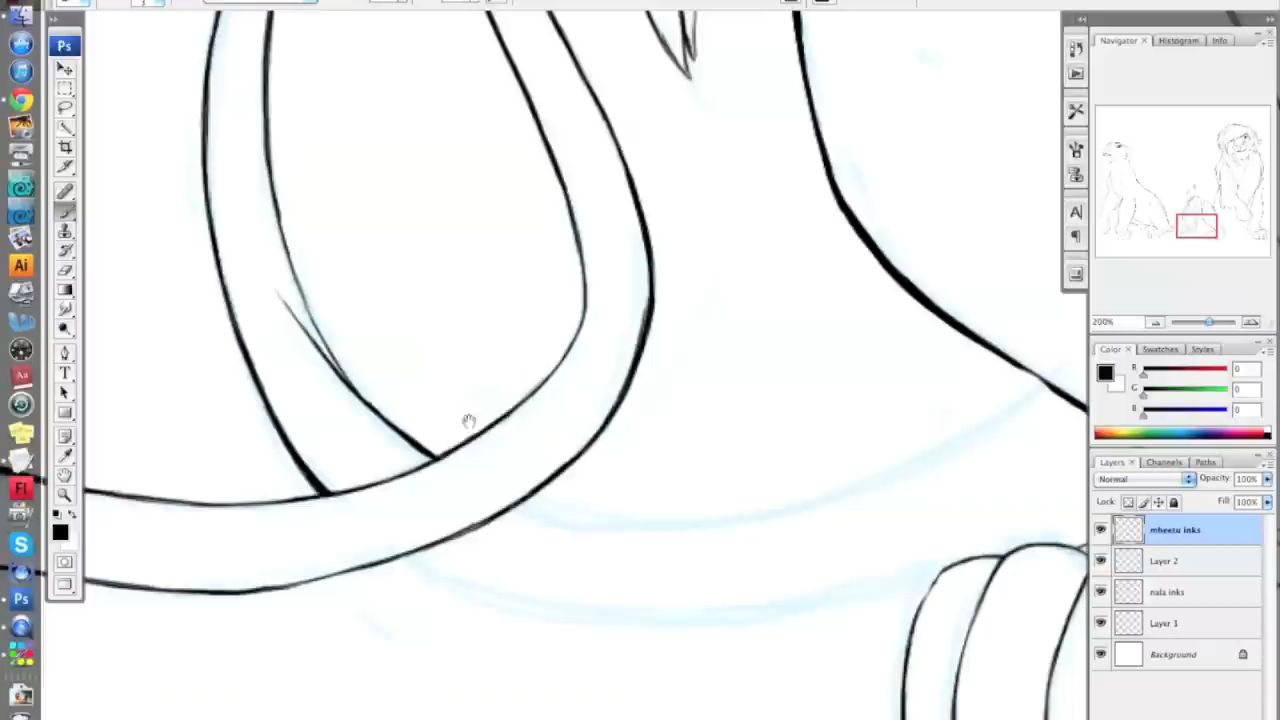 Ps
Navigator × Histogram Info
200%
Color × Swatches Styles
R 0
G 0
B 0
Layers × Channels Paths
Normal Opacity: 100%
Lock: Fill: 100%
mheetu inks
Layer 2
nala inks
Layer 1
Background
T
A
Ai
Aa
Fl
S
Ps